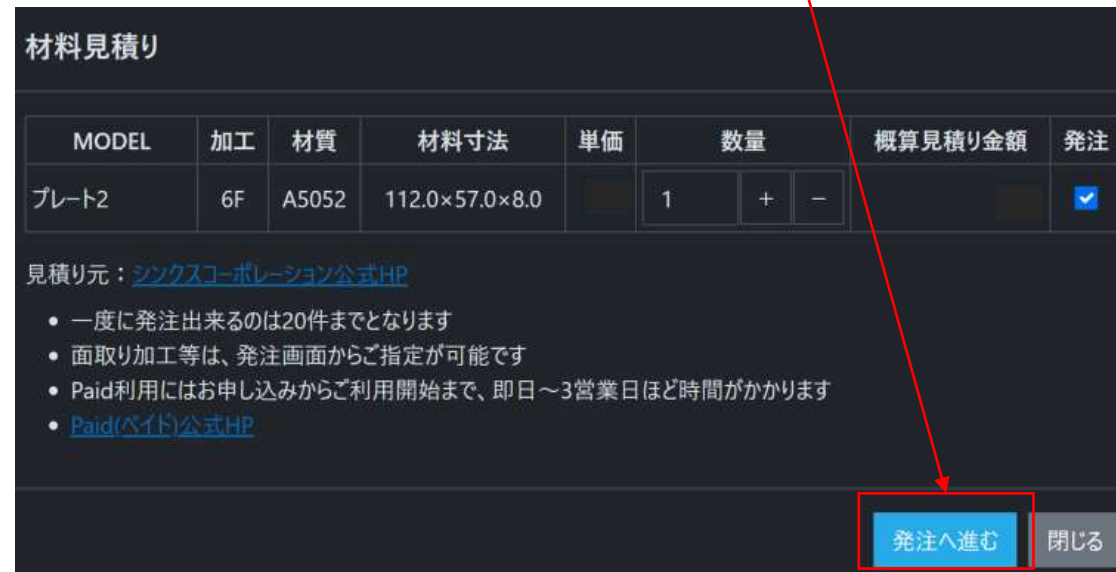 材料見積り
MODEL 加工 材質 材料寸法 単価 数量 概算見積り金額 発注
プレート2 6F A5052 112.0×57.0×8.0 1 + −
見積り元：シンクスコーポレーション公式HP
• 一度に発注出来るのは20件までとなります
• 面取り加工等は、発注画面からご指定が可能です
• Paid利用にはお申し込みからご利用開始まで、即日～3営業日ほど時間がかかります
• Paid(ペイド)公式HP
発注へ進む 閉じる